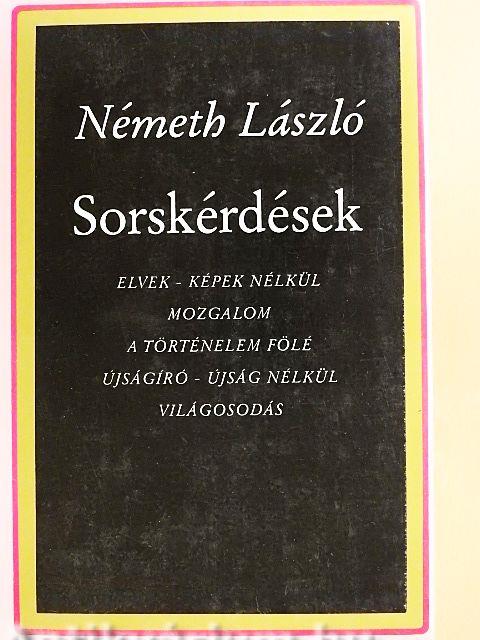 Németh László
Sorskérdések
ELVEK - KÉPEK NÉLKÜL
MOZGALOM
A TÖRTÉNELEM FÖLÉ
ÚJSÁGÍRÓ - ÚJSÁG NÉLKÜL
VILÁGOSODÁS